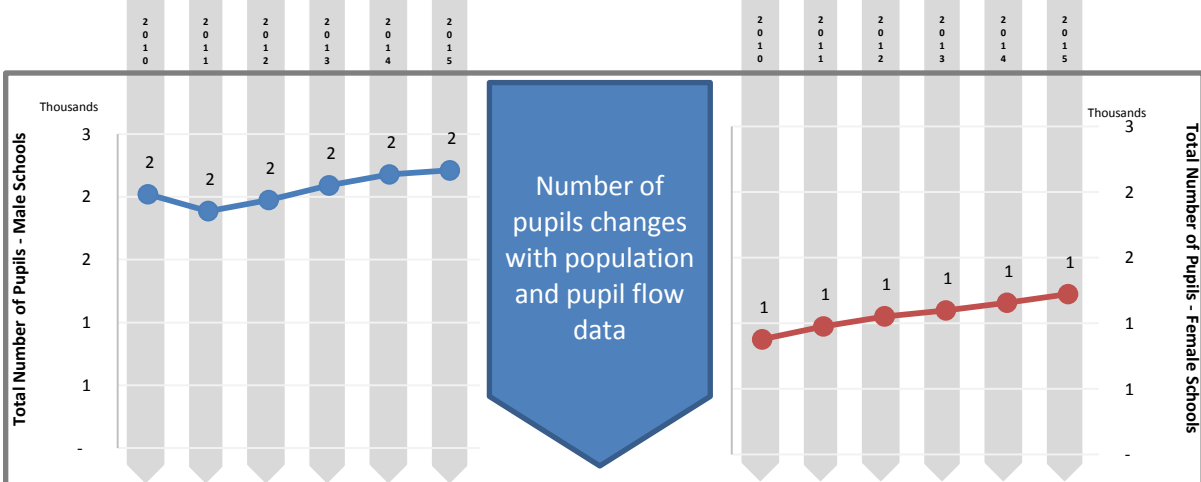 2010 2011 2012 2013 2014 2015
2010 2011 2012 2013 2014 2015
Total Number of Pupils - Male Schools
Thousands
3
2
2
1
1
-
2 2 2 2 2 2
Number of
pupils changes
with population
and pupil flow
data
1 1 1 1 1 1
Thousands
3
2
2
1
1
-
Total Number of Pupils - Female Schools